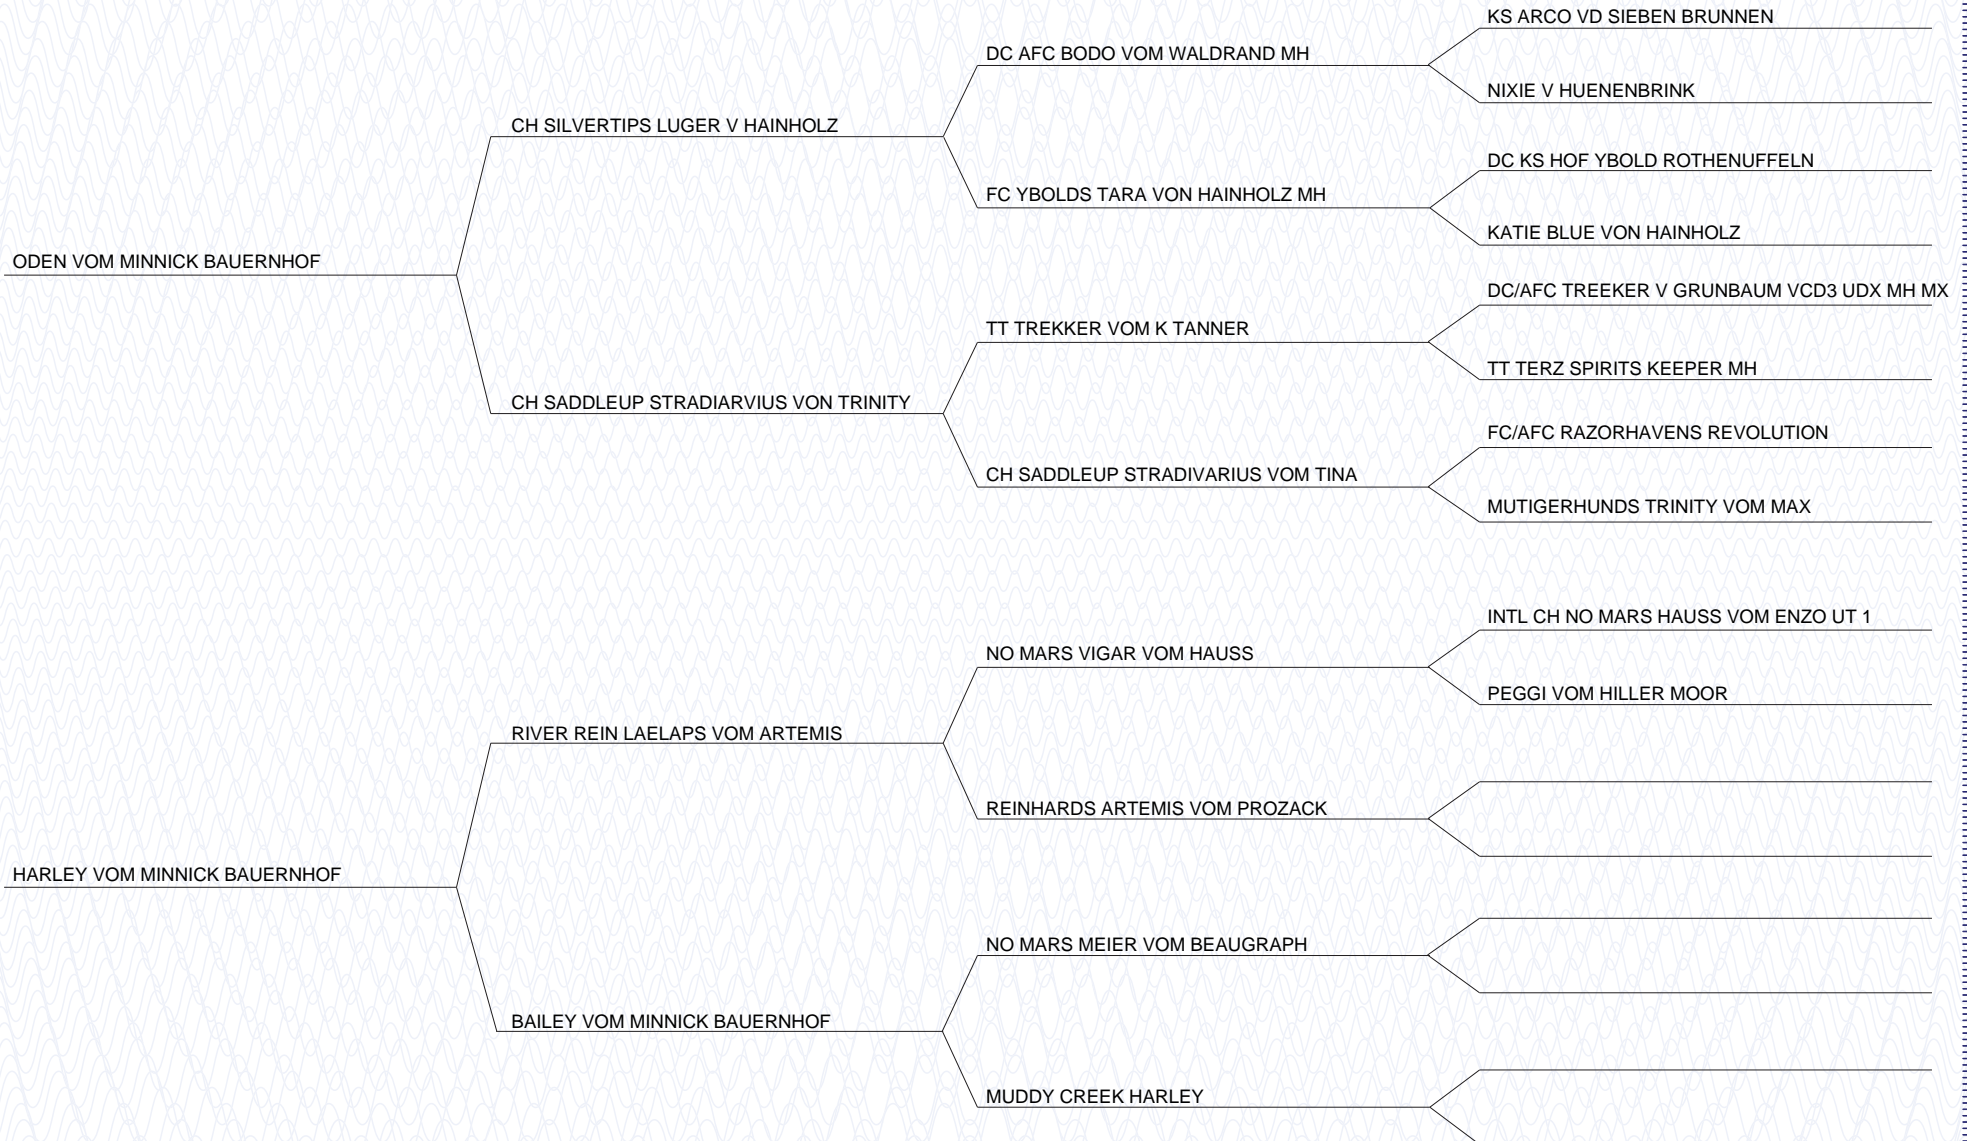 KS ARCO VD SIEBEN BRUNNEN
DC AFC BODO VOM WALDRAND MH
NIXIE V HUENENBRINK
CH SILVERTIPS LUGER V HAINHOLZ
DC KS HOF YBOLD ROTHENUFFELN
FC YBOLDS TARA VON HAINHOLZ MH
KATIE BLUE VON HAINHOLZ
ODEN VOM MINNICK BAUERNHOF
DC/AFC TREEKER V GRUNBAUM VCD3 UDX MH MX
TT TREKKER VOM K TANNER
TT TERZ SPIRITS KEEPER MH
CH SADDLEUP STRADIARVIUS VON TRINITY
FC/AFC RAZORHAVENS REVOLUTION
CH SADDLEUP STRADIVARIUS VOM TINA
MUTIGERHUNDS TRINITY VOM MAX
INTL CH NO MARS HAUSS VOM ENZO UT 1
NO MARS VIGAR VOM HAUSS
PEGGI VOM HILLER MOOR
RIVER REIN LAELAPS VOM ARTEMIS
REINHARDS ARTEMIS VOM PROZACK
HARLEY VOM MINNICK BAUERNHOF
NO MARS MEIER VOM BEAUGRAPH
BAILEY VOM MINNICK BAUERNHOF
MUDDY CREEK HARLEY